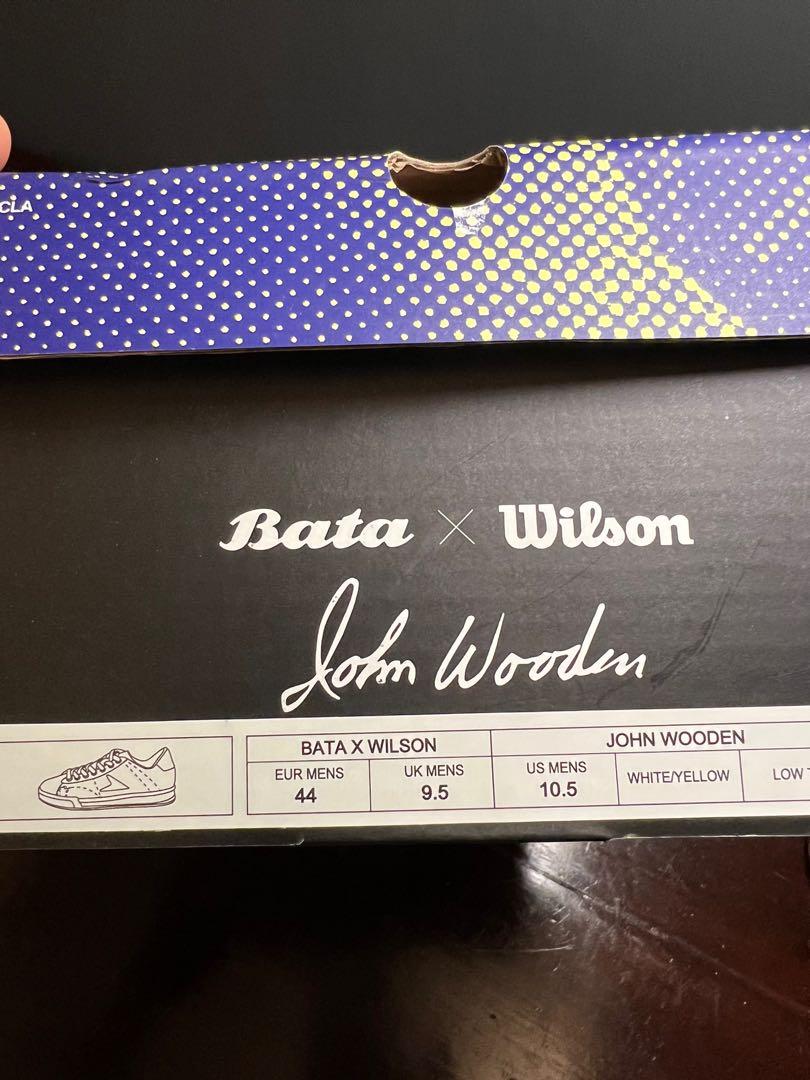 CLA
Bata X Wilson
John Wooden
BATA X WILSON JOHN WOODEN
EUR MENS UK MENS US MENS WHITE/YELLOW LOW
44 9.5 10.5